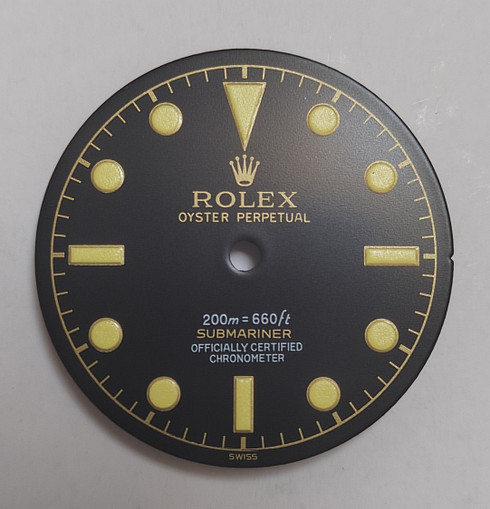 ROLEX
OYSTER PERPETUAL
200m = 660ft
SUBMARINER
OFFICIALLY CERTIFIED
CHRONOMETER
SWISS